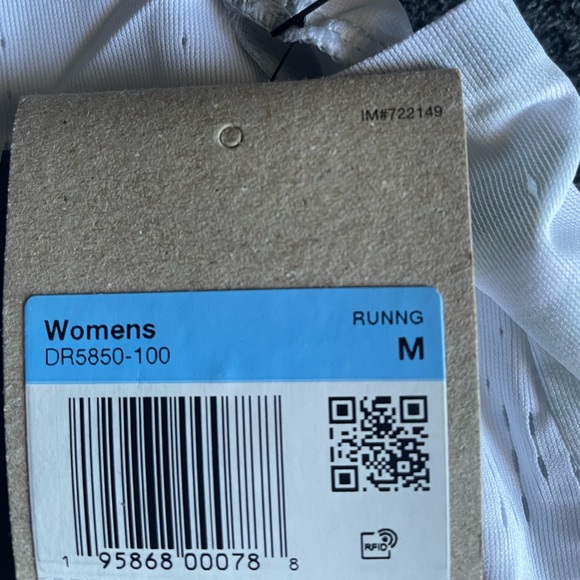 IM#722149
Womens
RUNNG
DR5850-100
M
1 95868 00078 8
RFID